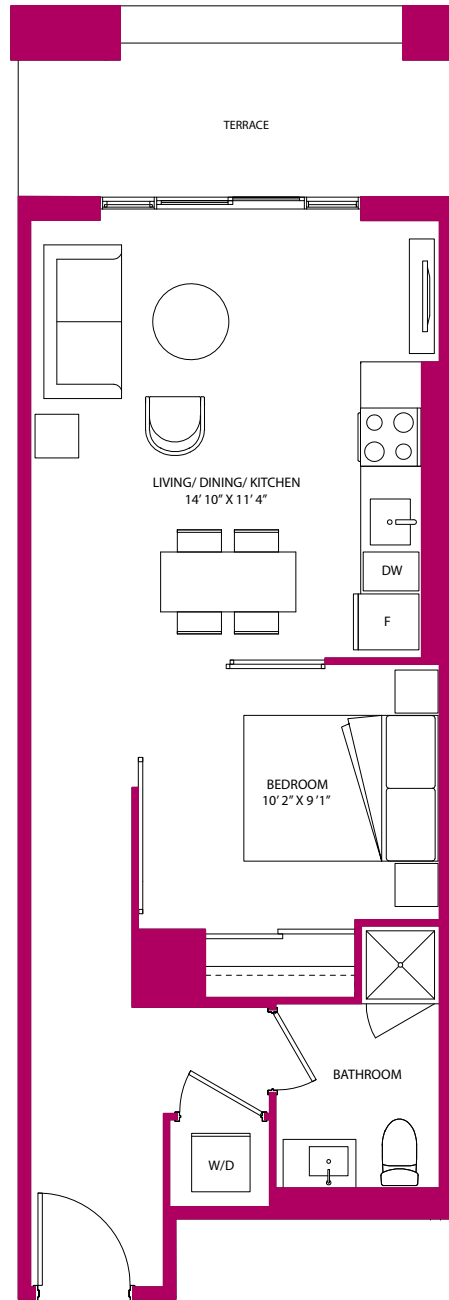 TERRACE
LIVING/ DINING/ KITCHEN
14’ 10” X 11’ 4”
DW
F
BEDROOM
10’ 2” X 9 ’1”
BATHROOM
W/D